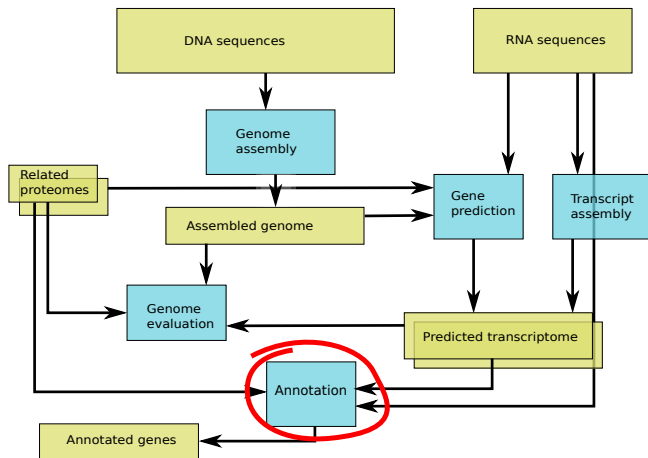 DNA sequences
RNA sequences
Genome
assembly
Related
proteomes
Gene
prediction
Transcript
assembly
Assembled genome
Genome
evaluation
Predicted transcriptome
Annotation
Annotated genes